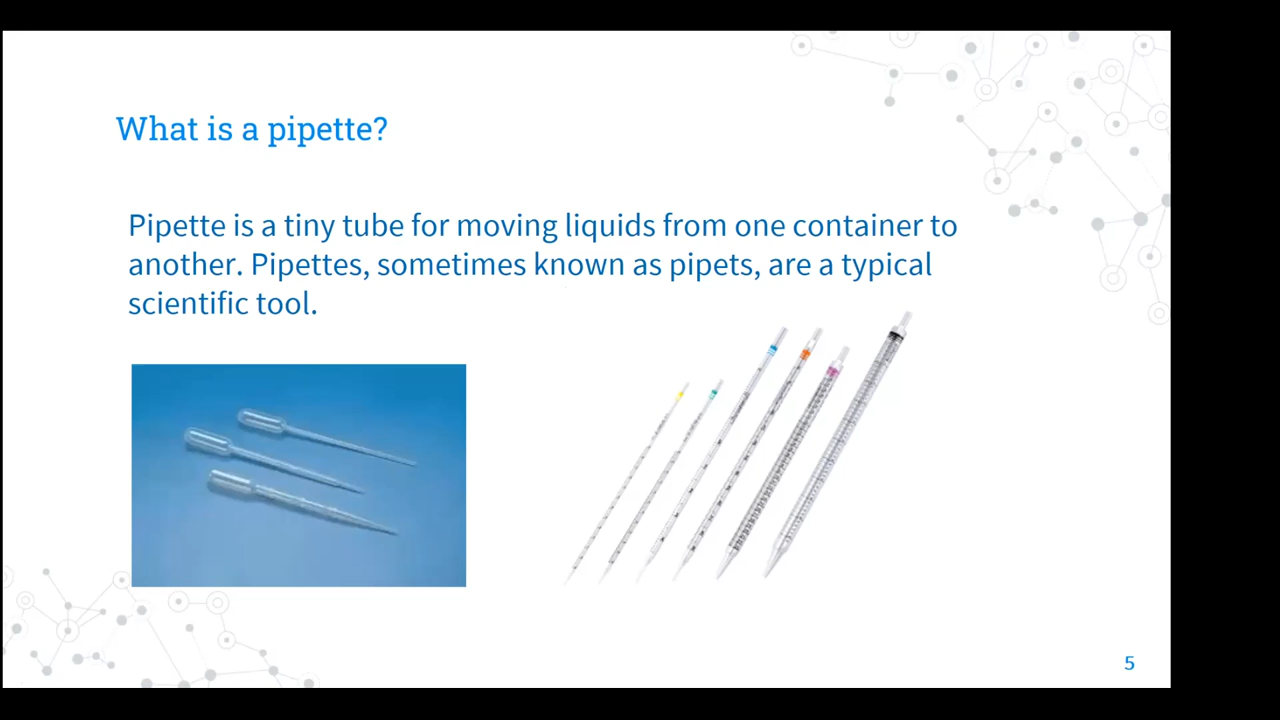 What is a pipette?
Pipette is a tiny tube for moving liquids from one container to
another. Pipettes, sometimes known as pipets, are a typical
scientific tool.
5